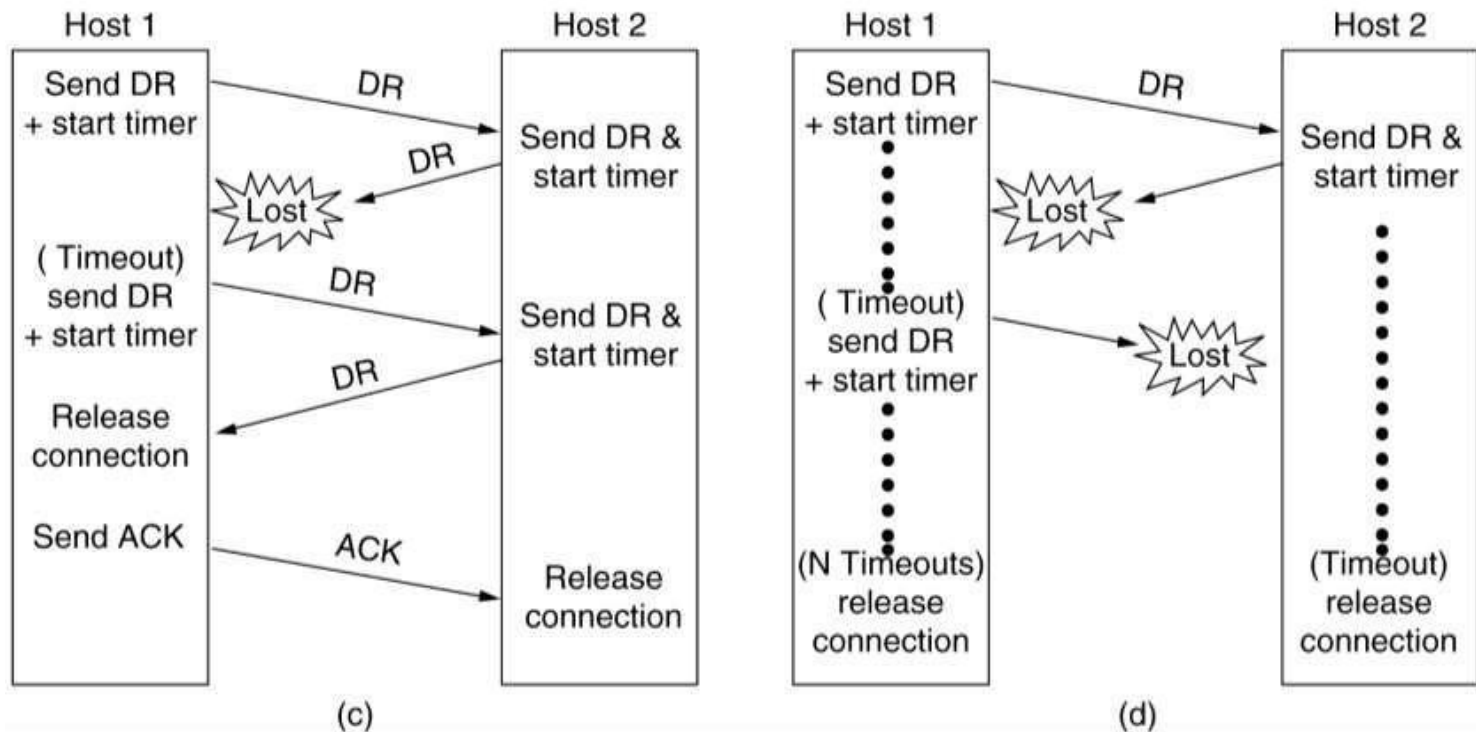 Host 1
Host 2
Send DR
+ start timer
DR
Send DR &
start timer
DR
Lost
( Timeout)
send DR
+ start timer
DR
Send DR &
start timer
DR
Release
connection
Send ACK
ACK
Release
connection
(c)
Host 1
Host 2
Send DR
+ start timer
DR
Send DR &
start timer
Lost
( Timeout)
send DR
+ start timer
Lost
(N Timeouts)
release
connection
(Timeout)
release
connection
(d)